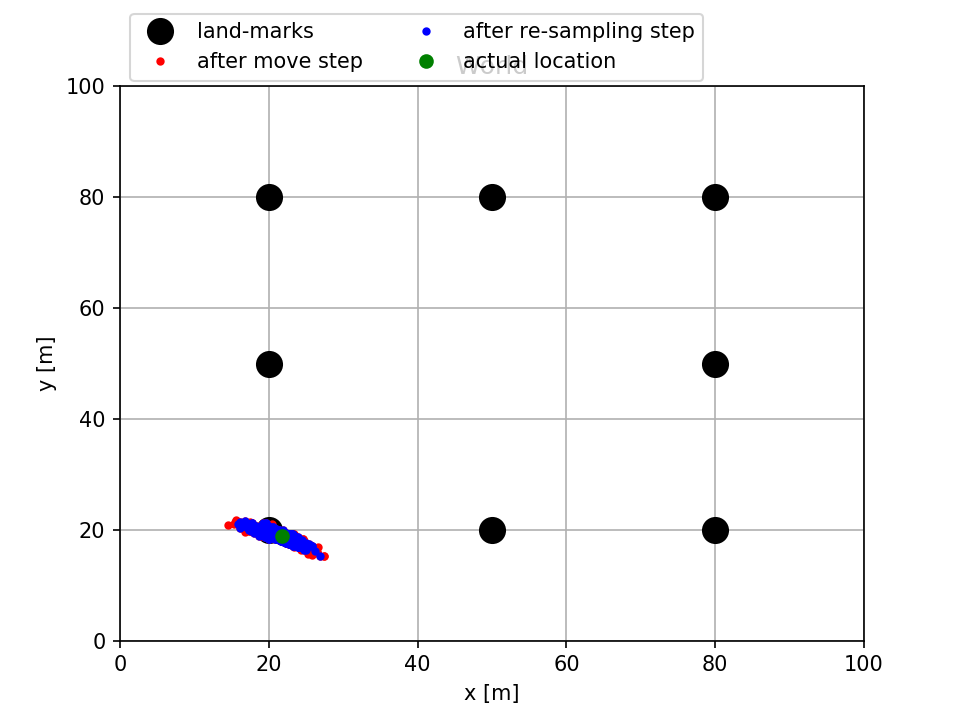 land-marks
after move step
after re-sampling step
actual location
World
100
80
60
40
20
0
y [m]
0 20 40 60 80 100
x [m]